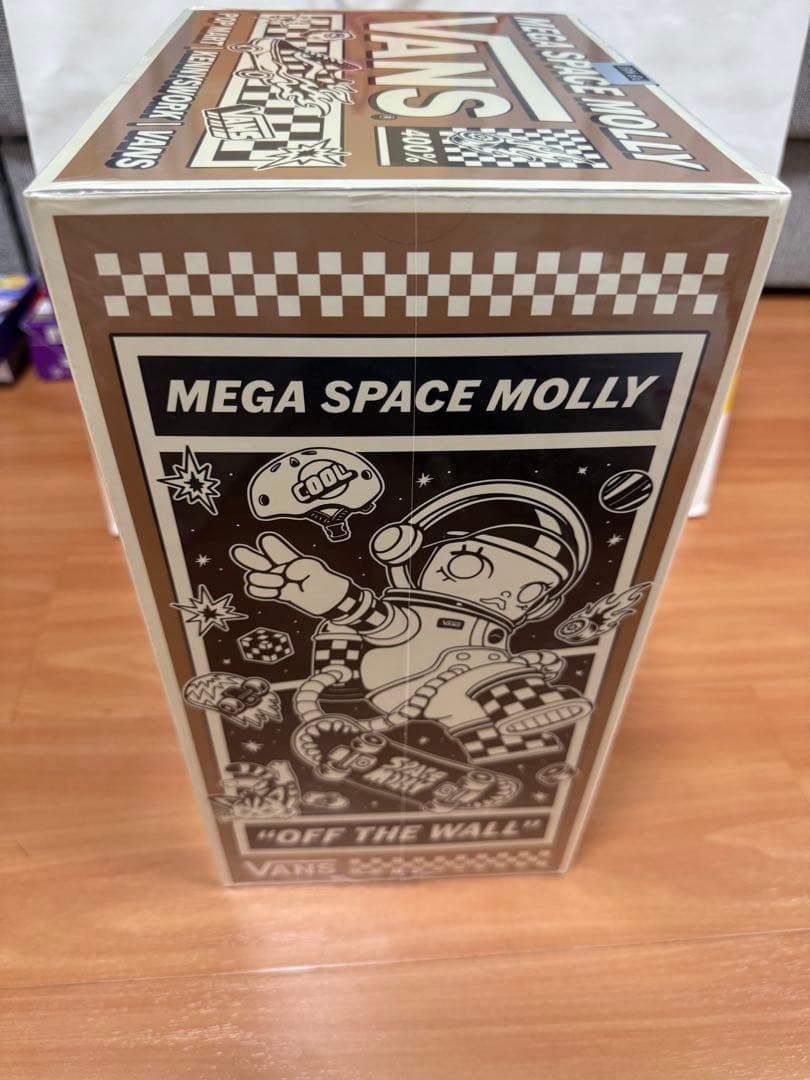 MEGA SPACE MOLLY
VANS®
400%
VANS
POP MART | KENNYSWORK | VANS
MEGA SPACE MOLLY
COOL
VANS
SPACE
MOLLY
"OFF THE WALL"
VANS